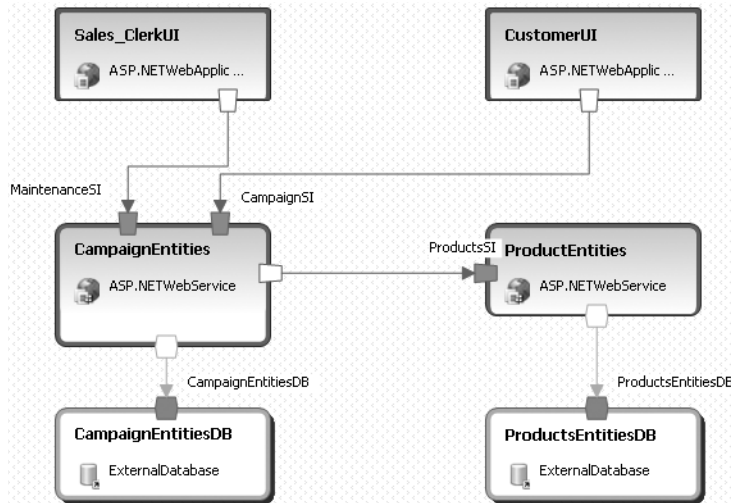 Sales_ClerkUI
ASP.NETWebApplic ...
CustomerUI
ASP.NETWebApplic ...
MaintenanceSI
CampaignSI
CampaignEntities
ASP.NETWebService
ProductsSI
ProductEntities
ASP.NETWebService
CampaignEntitiesDB
ProductsEntitiesDB
CampaignEntitiesDB
ExternalDatabase
ProductsEntitiesDB
ExternalDatabase